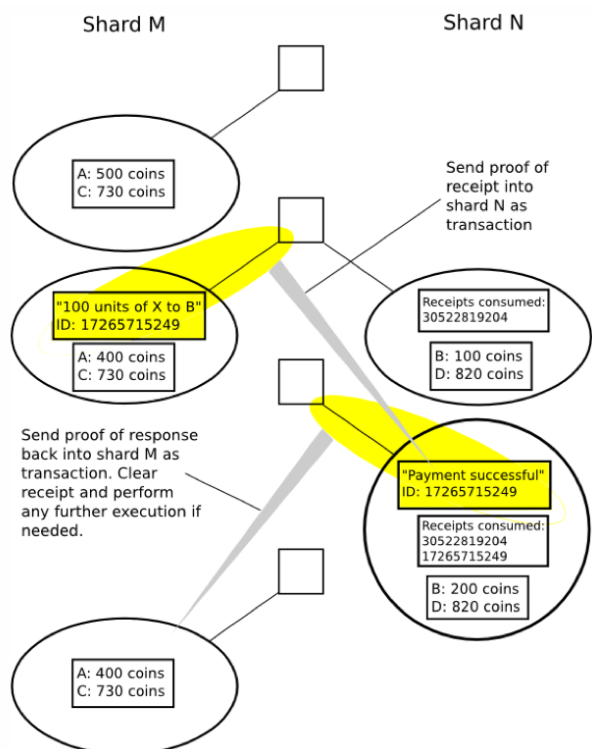 Shard M
Shard N
A: 500 coins
C: 730 coins
Send proof of
receipt into
shard N as
transaction
"100 units of X to B"
ID: 17265715249
A: 400 coins
C: 730 coins
Receipts consumed:
30522819204
B: 100 coins
D: 820 coins
Send proof of response
back into shard M as
transaction. Clear
receipt and perform
any further execution if
needed.
"Payment successful"
ID: 17265715249
Receipts consumed:
30522819204
17265715249
B: 200 coins
D: 820 coins
A: 400 coins
C: 730 coins